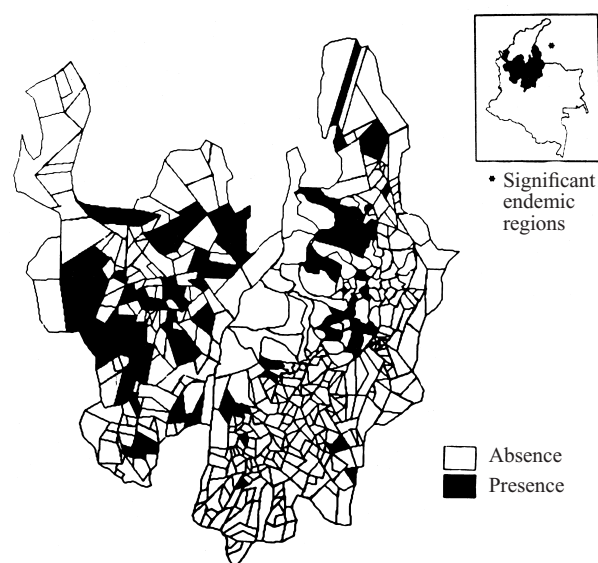 * Significant
endemic
regions
Absence
Presence